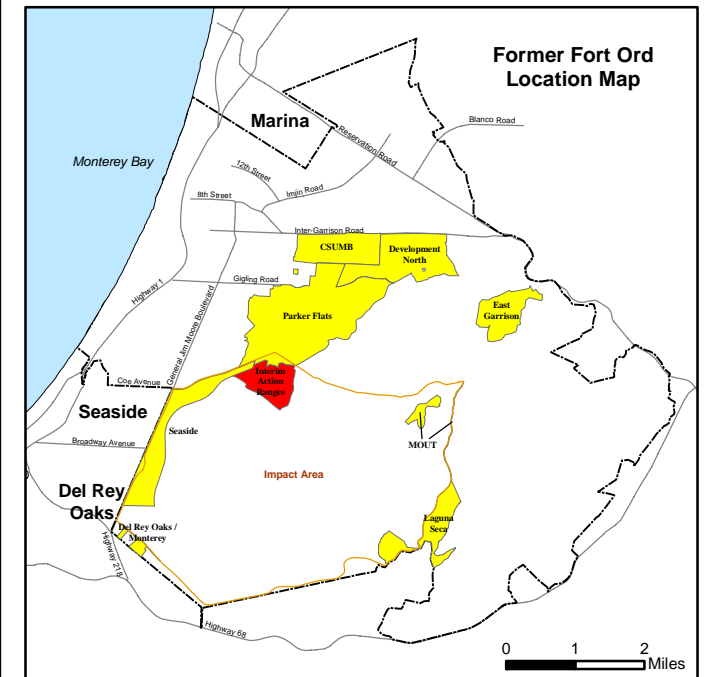 Former Fort Ord
Location Map
Marina
Blanco Road
Reservation Road
Monterey Bay
12th Street
Imjin Road
8th Street
Inter-Garrison Road
CSUMB
Development
North
Gigling Road
Highway 1
General Jim Moore Boulevard
East
Garrison
Parker Flats
Interim
Action
Ranges
Coe Avenue
Seaside
Seaside
Broadway Avenue
MOUT
Impact Area
Del Rey
Oaks
Laguna
Seca
Del Rey Oaks /
Monterey
Highway 218
Highway 68
0 1 2
Miles